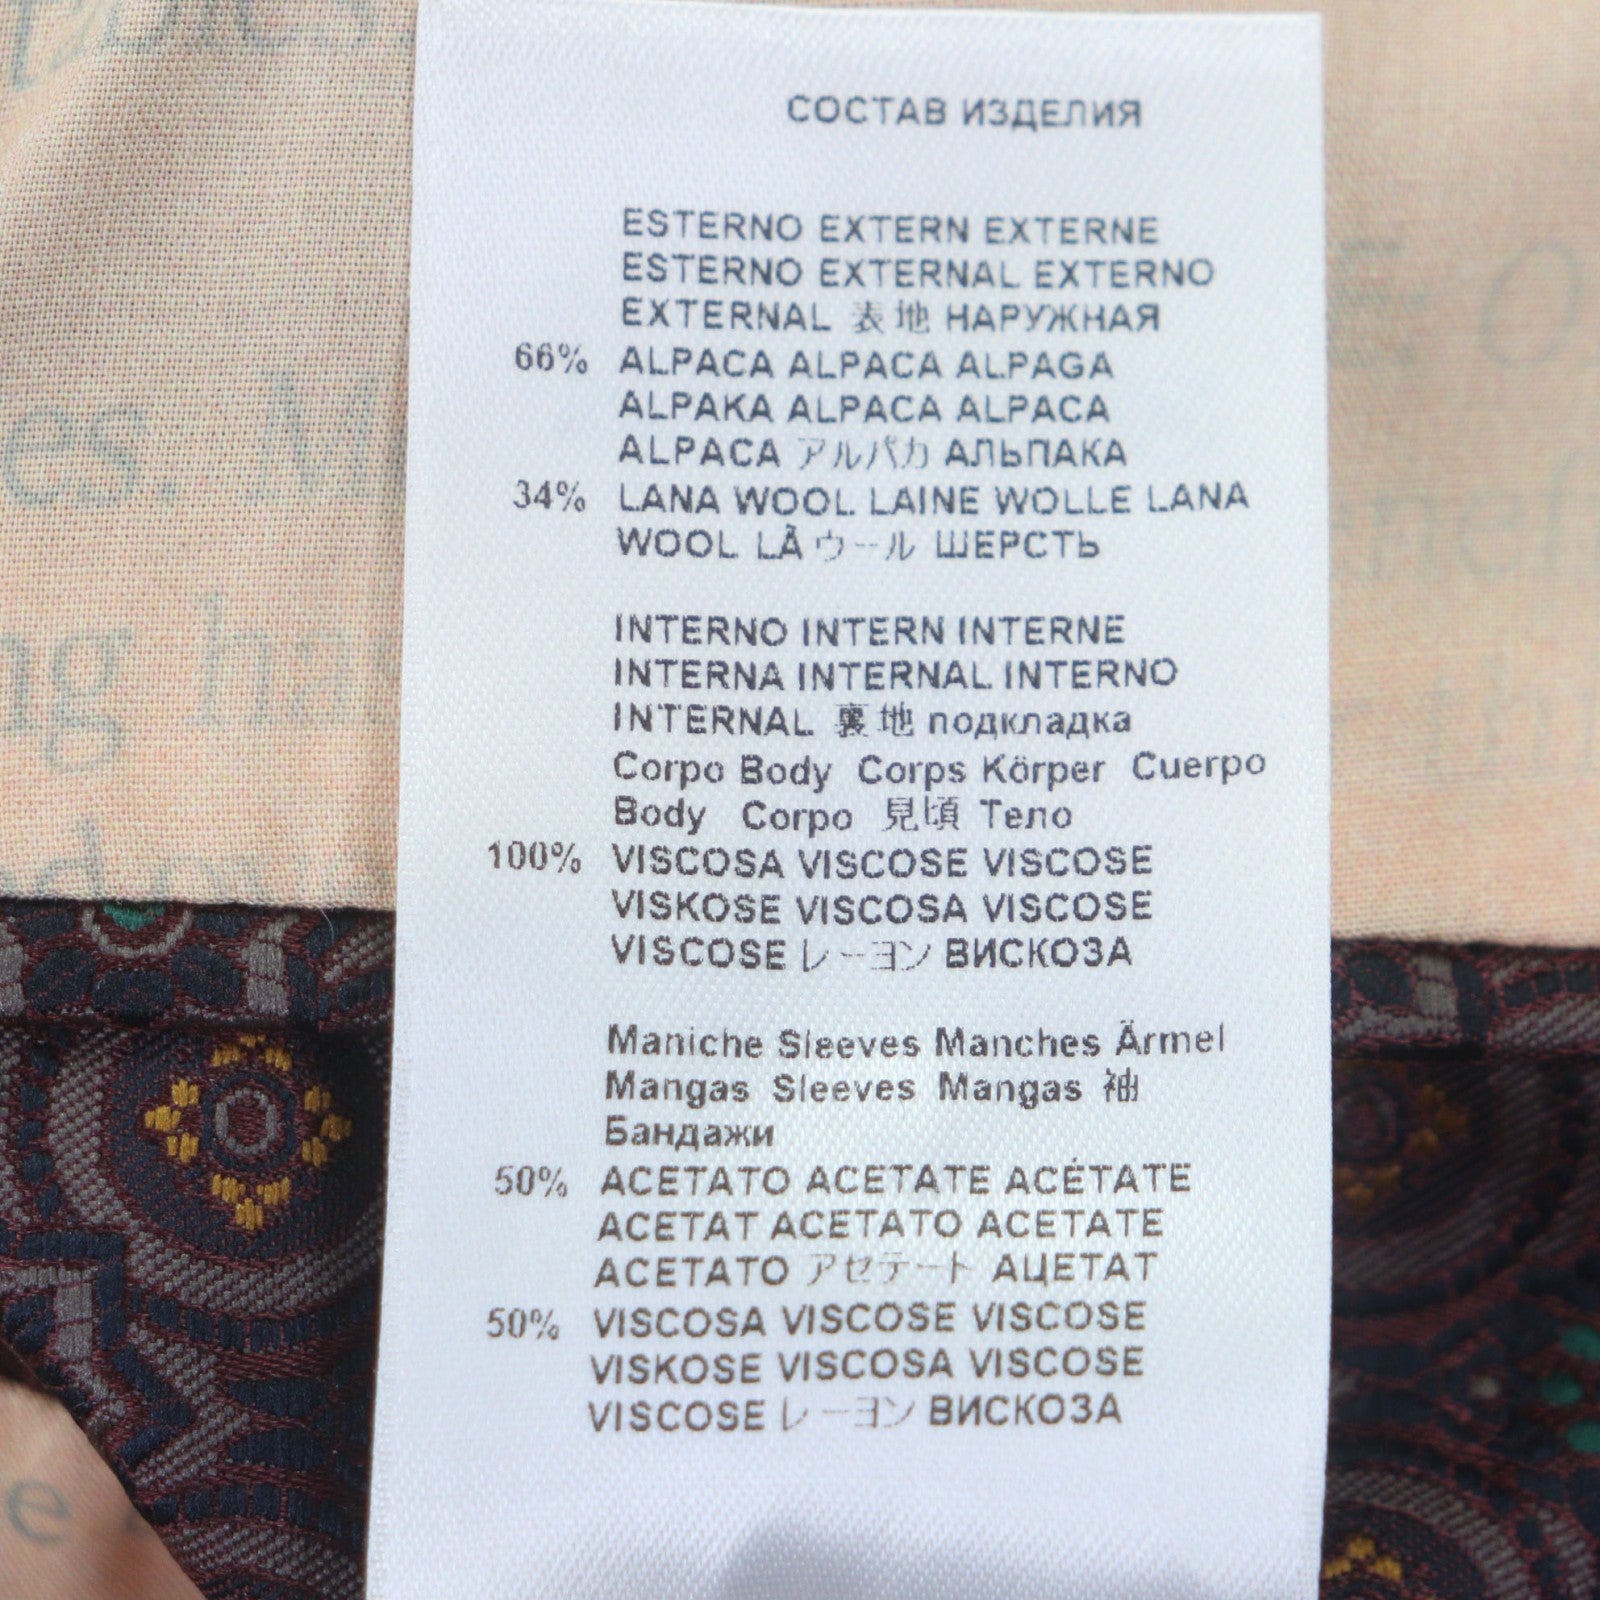 СОСТАВ ИЗДЕЛИЯ
ESTERNO EXTERN EXTERNE
ESTERNO EXTERNAL EXTERNO
EXTERNAL 表地 НАРУЖНАЯ
66% ALPACA ALPACA ALPAGA
ALPAKA ALPACA ALPACA
ALPACA アルパカ АЛЬПАКА
34% LANA WOOL LAINE WOLLE LANA
WOOL LÃ ウール ШЕРСТЬ
INTERNO INTERN INTERNE
INTERNA INTERNAL INTERNO
INTERNAL 裏地 подкладка
Corpo Body Corps Körper Cuerpo
Body Corpo 見頃 Тело
100% VISCOSA VISCOSE VISCOSE
VISKOSE VISCOSA VISCOSE
VISCOSE レーヨン ВИСКОЗА
Maniche Sleeves Manches Ärmel
Mangas Sleeves Mangas 袖
Бандажи
50% ACETATO ACETATE ACÉTATE
ACETAT ACETATO ACETATE
ACETATO アセテート АЦЕТАТ
50% VISCOSA VISCOSE VISCOSE
VISKOSE VISCOSA VISCOSE
VISCOSE レーヨン ВИСКОЗА